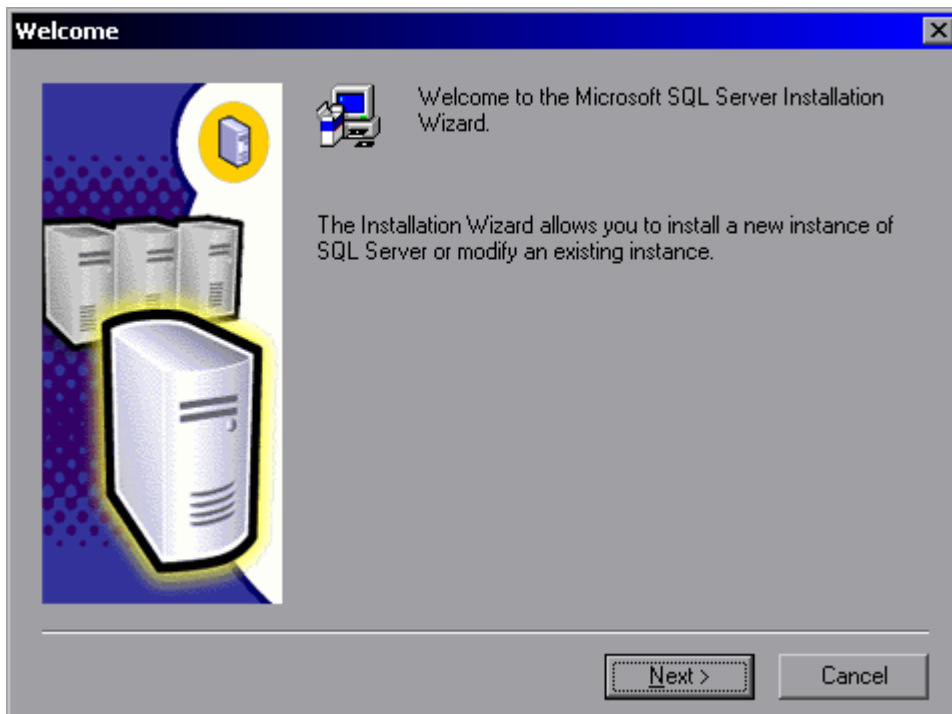 Welcome
Welcome to the Microsoft SQL Server Installation
Wizard.
The Installation Wizard allows you to install a new instance of
SQL Server or modify an existing instance.
Next >
Cancel